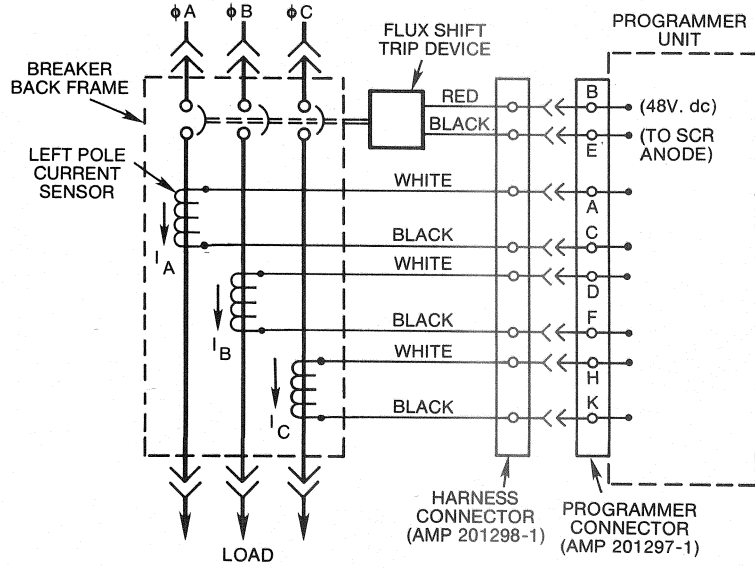 ϕA
ϕB
ϕC
FLUX SHIFT
TRIP DEVICE
PROGRAMMER
UNIT
BREAKER
BACK FRAME
RED
B
(48V. dc)
BLACK
E
(TO SCR
ANODE)
LEFT POLE
CURRENT
SENSOR
WHITE
A
BLACK
C
I A
WHITE
D
BLACK
F
I B
WHITE
H
BLACK
K
I C
HARNESS
CONNECTOR
(AMP 201298-1)
PROGRAMMER
CONNECTOR
(AMP 201297-1)
LOAD